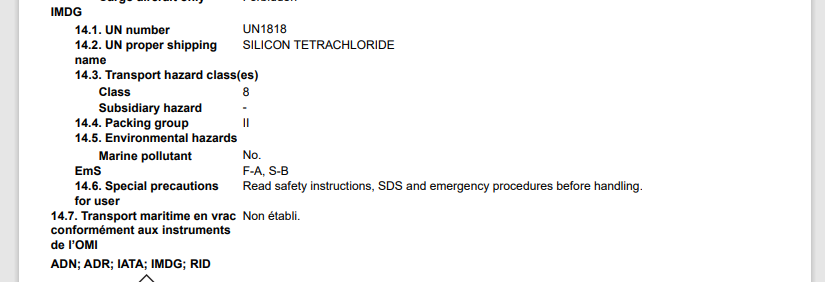 IMDG
14.1. UN number UN1818
14.2. UN proper shipping SILICON TETRACHLORIDE
name
14.3. Transport hazard class(es)
Class 8
Subsidiary hazard -
14.4. Packing group II
14.5. Environmental hazards
Marine pollutant No.
EmS F-A, S-B
14.6. Special precautions Read safety instructions, SDS and emergency procedures before handling.
for user
14.7. Transport maritime en vrac Non établi.
conformément aux instruments
de l’OMI
ADN; ADR; IATA; IMDG; RID